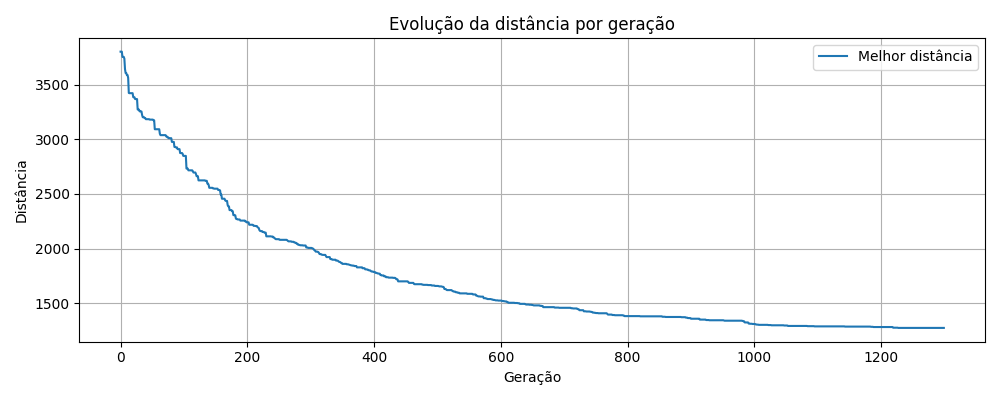 Evolução da distância por geração
Melhor distância
Distância
3500
3000
2500
2000
1500
0 200 400 600 800 1000 1200
Geração